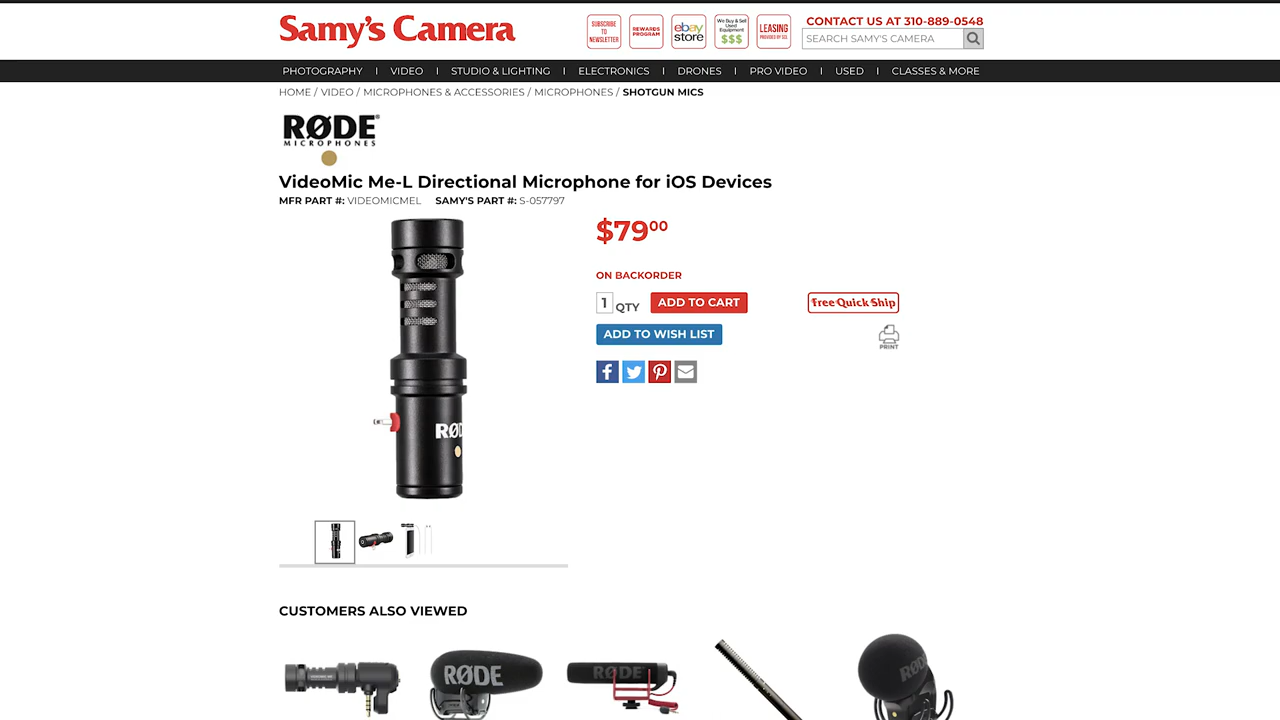 Samy's Camera
SUBSCRIBE TO NEWSLETTER
REWARDS PROGRAM
ebay store
We Buy & Sell Used Equipment $$$
LEASING
CONTACT US AT 310-889-0548
SEARCH SAMY'S CAMERA
PHOTOGRAPHY | VIDEO | STUDIO & LIGHTING | ELECTRONICS | DRONES | PRO VIDEO | USED | CLASSES & MORE
HOME / VIDEO / MICROPHONES & ACCESSORIES / MICROPHONES / SHOTGUN MICS
RØDE®
MICROPHONES
VideoMic Me-L Directional Microphone for iOS Devices
MFR PART #: VIDEOMICMEL SAMY'S PART #: S-057797
$7900
ON BACKORDER
1 QTY ADD TO CART
Free Quick Ship
ADD TO WISH LIST
PRINT
RØDE
CUSTOMERS ALSO VIEWED
RØDE
RØDE
RØDE